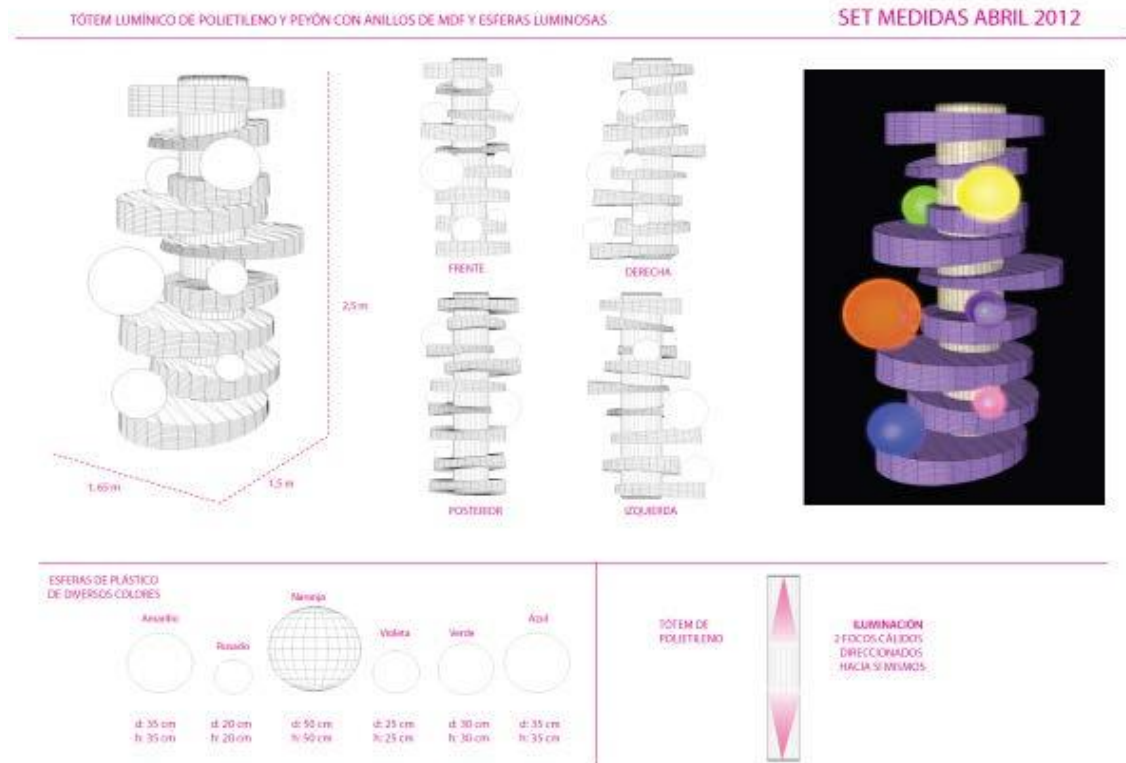 TÓTEM LUMÍNICO DE POLIETILENO Y PEYÓN CON ANILLOS DE MDF Y ESFERAS LUMINOSAS
SET MEDIDAS ABRIL 2012
2,5 m
1,65 m
1,5 m
FRENTE
DERECHA
POSTERIOR
IZQUIERDA
ESFERAS DE PLÁSTICO
DE DIVERSOS COLORES
Amarillo
Rosado
Naranja
Violeta
Verde
Ázul
d: 35 cm
h: 35 cm
d: 20 cm
h: 20 cm
d: 50 cm
h: 50 cm
d: 25 cm
h: 25 cm
d: 30 cm
h: 30 cm
d: 35 cm
h: 35 cm
TÓTEM DE
POLIETILENO
ILUMINACIÓN
2 FOCOS CÁLIDOS
DIRECCIONADOS
HACIA SI MISMOS